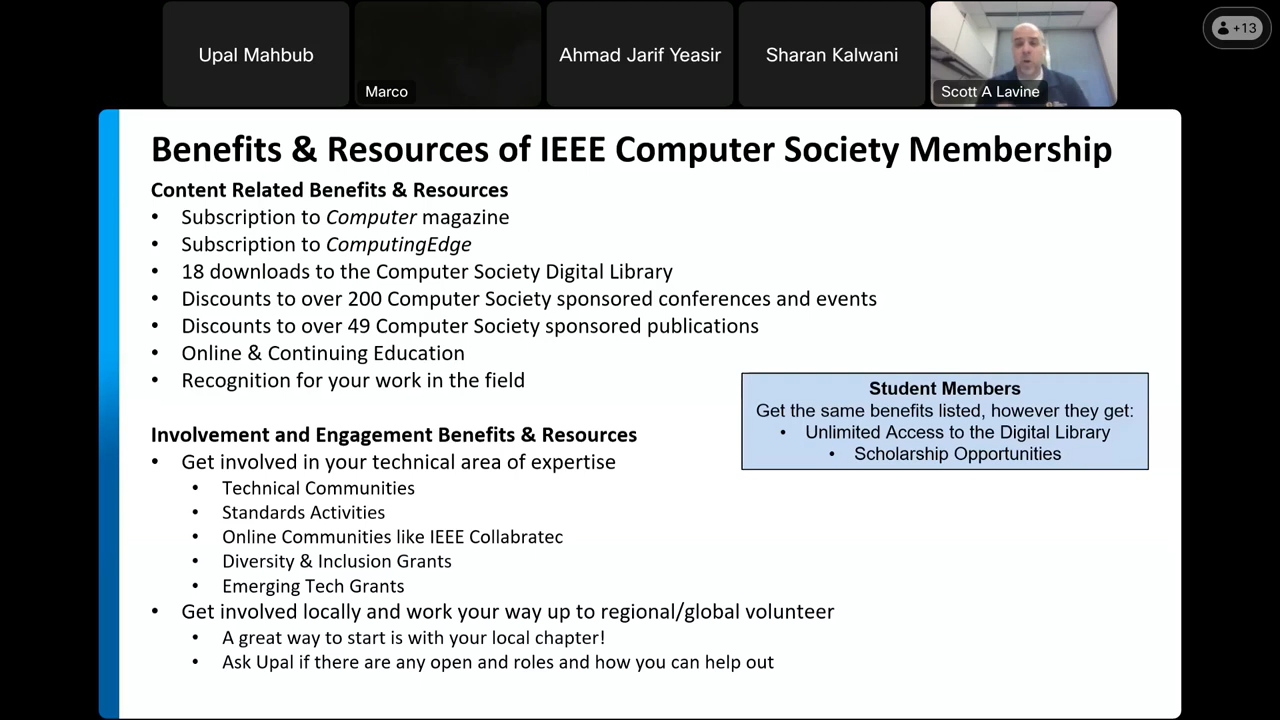 Upal Mahbub
Marco
Ahmad Jarif Yeasir
Sharan Kalwani
Scott A Lavine
+13
Benefits & Resources of IEEE Computer Society Membership
Content Related Benefits & Resources
• Subscription to Computer magazine
• Subscription to ComputingEdge
• 18 downloads to the Computer Society Digital Library
• Discounts to over 200 Computer Society sponsored conferences and events
• Discounts to over 49 Computer Society sponsored publications
• Online & Continuing Education
• Recognition for your work in the field
Student Members
Get the same benefits listed, however they get:
• Unlimited Access to the Digital Library
• Scholarship Opportunities
Involvement and Engagement Benefits & Resources
• Get involved in your technical area of expertise
• Technical Communities
• Standards Activities
• Online Communities like IEEE Collabratec
• Diversity & Inclusion Grants
• Emerging Tech Grants
• Get involved locally and work your way up to regional/global volunteer
• A great way to start is with your local chapter!
• Ask Upal if there are any open and roles and how you can help out